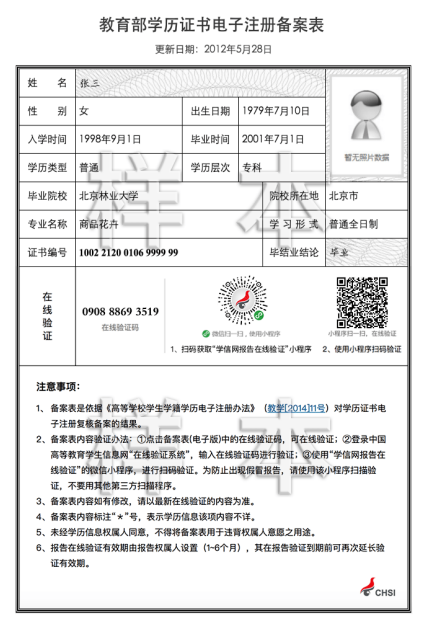 教育部学历证书电子注册备案表
更新日期：2012年5月28日
姓 名 张三
性 别 女 出生日期 1979年7月10日
入学时间 1998年9月1日 毕业时间 2001年7月1日
暂无照片数据
学历类型 普通 学历层次 专科
毕业院校 北京林业大学 院校所在地 北京市
专业名称 商品花卉 学习形式 普通全日制
证书编号 1002 2120 0106 9999 99 毕结业结论 毕业
样本
在线验证
0908 8869 3519
在线验证码
微信扫一扫，使用小程序
小程序扫一扫，在线验证
1、扫码获取“学信网报告在线验证”小程序 2、使用小程序扫码验证
注意事项：
1、备案表是依据《高等学校学生学籍学历电子注册办法》（教学[2014]11号）对学历证书电
子注册复核备案的结果。
2、备案表内容验证办法：①点击备案表(电子版)中的在线验证码，可在线验证；②登录中国
高等教育学生信息网“在线验证系统”，输入在线验证码进行验证；③使用“学信网报告在
线验证”的微信小程序，进行扫码验证。为防止出现假冒报告，请使用该小程序扫描验
证，不要用其他第三方扫描程序。
3、备案表内容如有修改，请以最新在线验证的内容为准。
4、备案表内容标注“＊”号，表示学历信息该项内容不详。
5、未经学历信息权属人同意，不得将备案表用于违背权属人意愿之用途。
6、报告在线验证有效期由报告权属人设置（1~6个月），其在报告验证到期前可再次延长验
证有效期。
CHSI